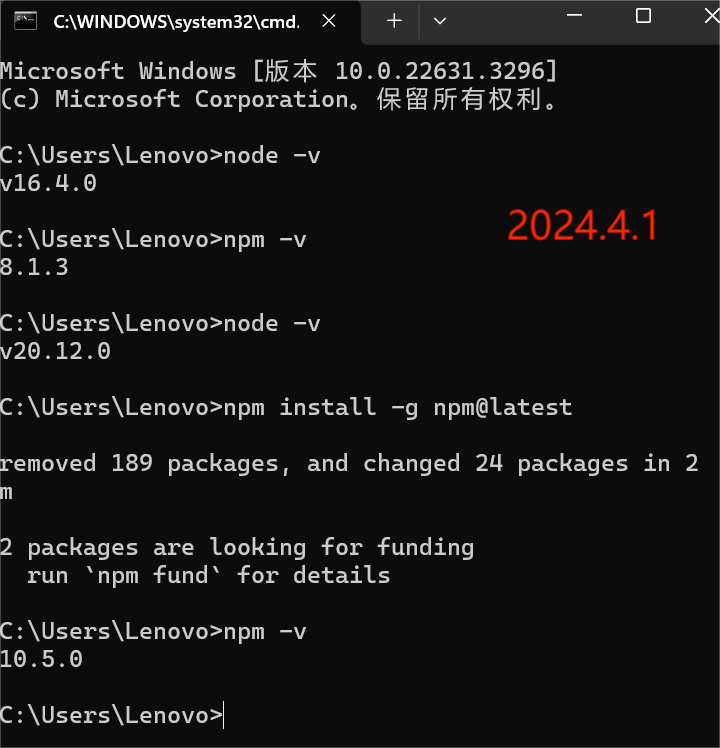 C:\WINDOWS\system32\cmd.
Microsoft Windows [版本 10.0.22631.3296]
(c) Microsoft Corporation。保留所有权利。
C:\Users\Lenovo>node -v
v16.4.0
2024.4.1
C:\Users\Lenovo>npm -v
8.1.3
C:\Users\Lenovo>node -v
v20.12.0
C:\Users\Lenovo>npm install -g npm@latest
removed 189 packages, and changed 24 packages in 2
m
2 packages are looking for funding
  run `npm fund` for details
C:\Users\Lenovo>npm -v
10.5.0
C:\Users\Lenovo>